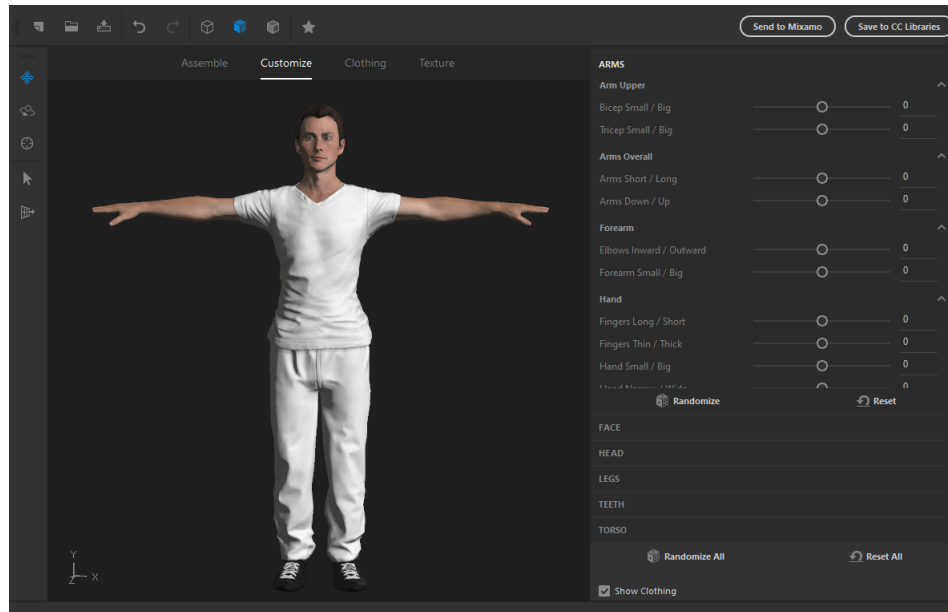 Send to Mixamo
Save to CC Libraries
Assemble
Customize
Clothing
Texture
ARMS
Arm Upper
Bicep Small / Big 0
Tricep Small / Big 0
Arms Overall
Arms Short / Long 0
Arms Down / Up 0
Forearm
Elbows Inward / Outward 0
Forearm Small / Big 0
Hand
Fingers Long / Short 0
Fingers Thin / Thick 0
Hand Small / Big 0
Hand Narrow / Wide 0
Randomize
Reset
FACE
HEAD
LEGS
TEETH
TORSO
Randomize All
Reset All
Show Clothing
Y
Z X